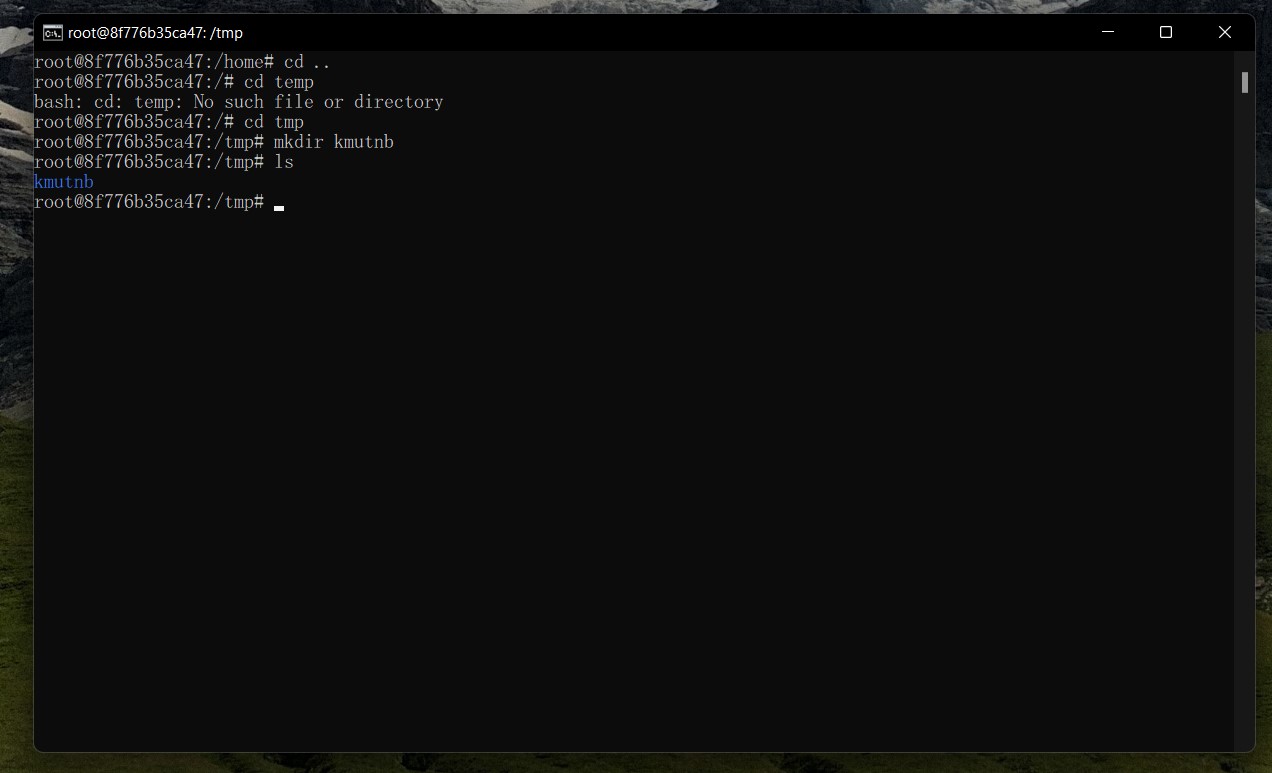 root@8f776b35ca47: /tmp
root@8f776b35ca47:/home# cd ..
root@8f776b35ca47:/# cd temp
bash: cd: temp: No such file or directory
root@8f776b35ca47:/# cd tmp
root@8f776b35ca47:/tmp# mkdir kmutnb
root@8f776b35ca47:/tmp# ls
kmutnb
root@8f776b35ca47:/tmp#